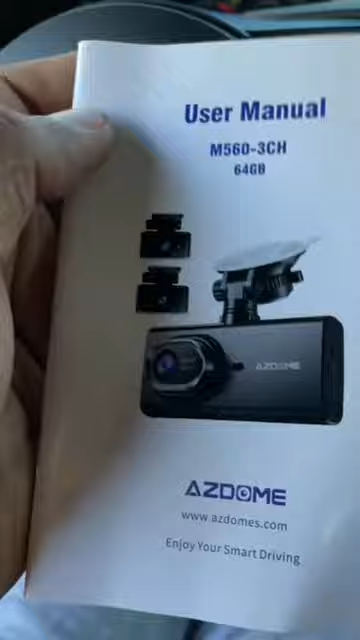 User Manual
M560-3CH
64GB
AZDOME
AZDOME
www.azdomes.com
Enjoy Your Smart Driving